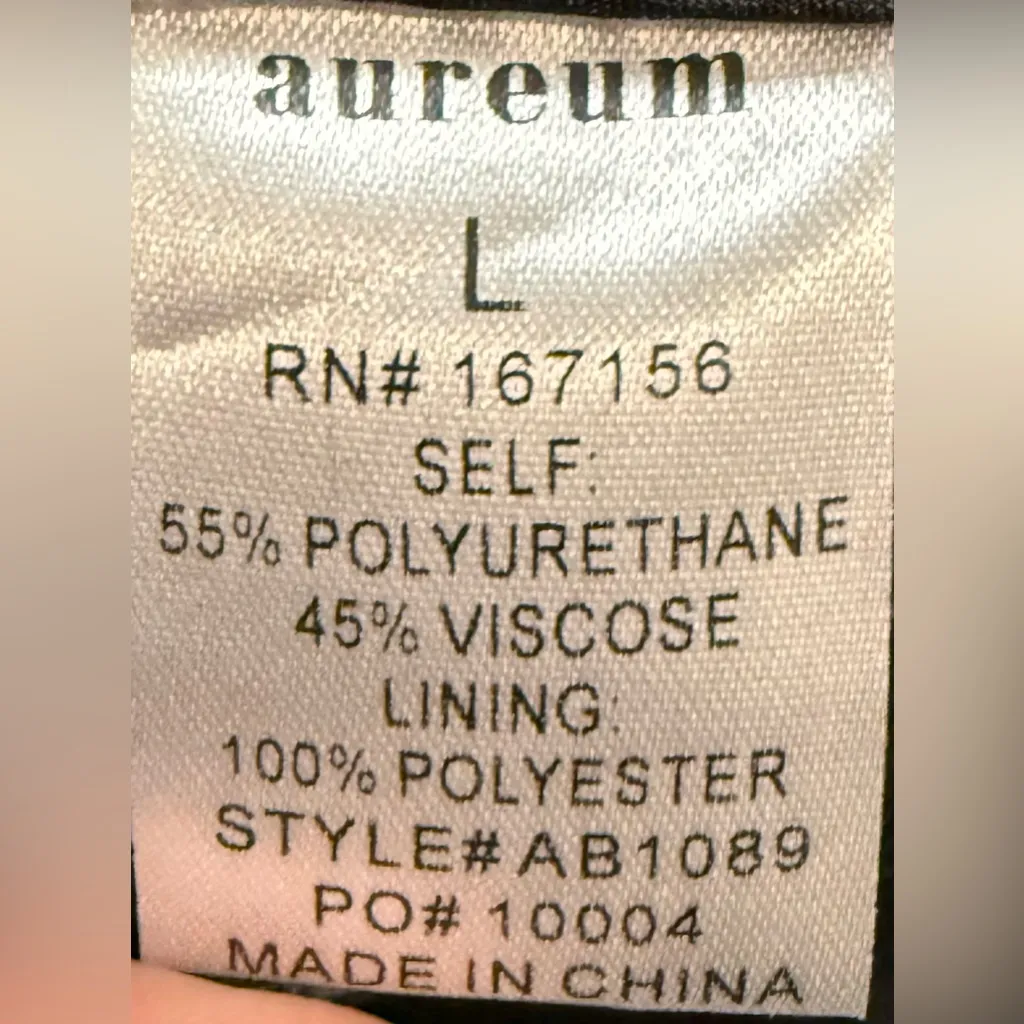 aureum
L
RN# 167156
SELF:
55% POLYURETHANE
45% VISCOSE
LINING:
100% POLYESTER
STYLE#AB1089
PO# 10004
MADE IN CHINA